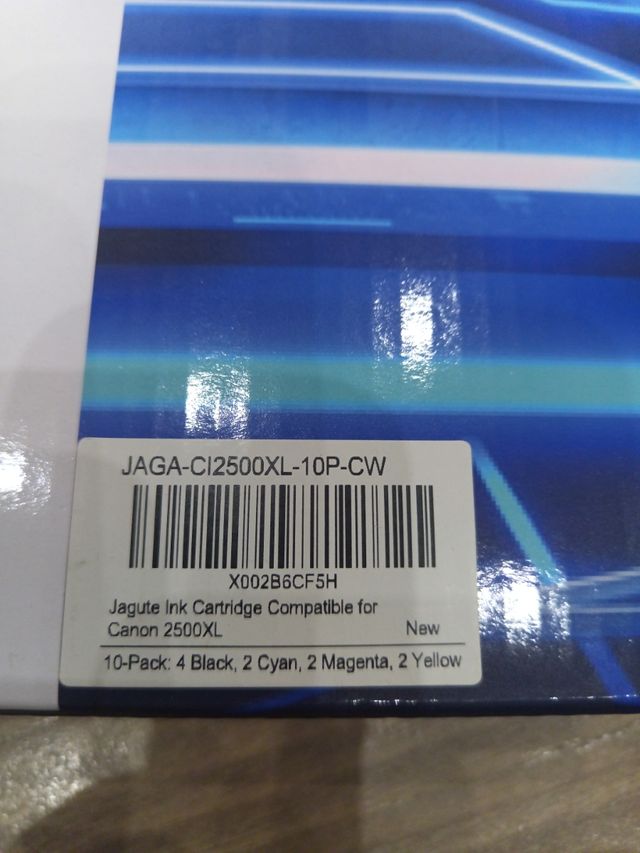 JAGA-CI2500XL-10P-CW
X002B6CF5H
Jagute Ink Cartridge Compatible for
Canon 2500XL New
10-Pack: 4 Black, 2 Cyan, 2 Magenta, 2 Yellow